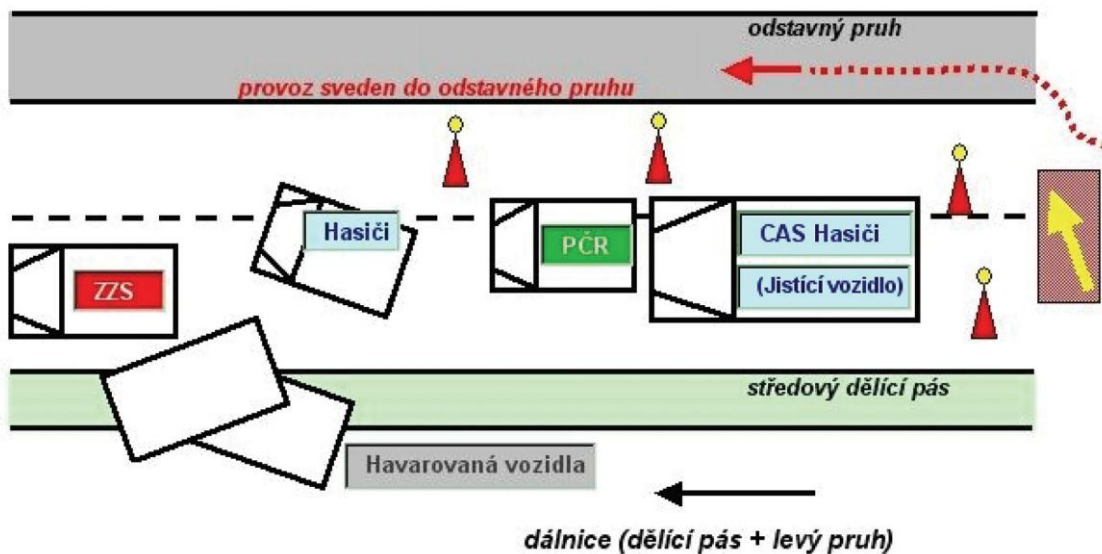 odstavný pruh
provoz sveden do odstavného pruhu
Hasiči
PČR
CAS Hasiči
(Jistící vozidlo)
ZZS
středový dělící pás
Havarovaná vozidla
dálnice (dělící pás + levý pruh)